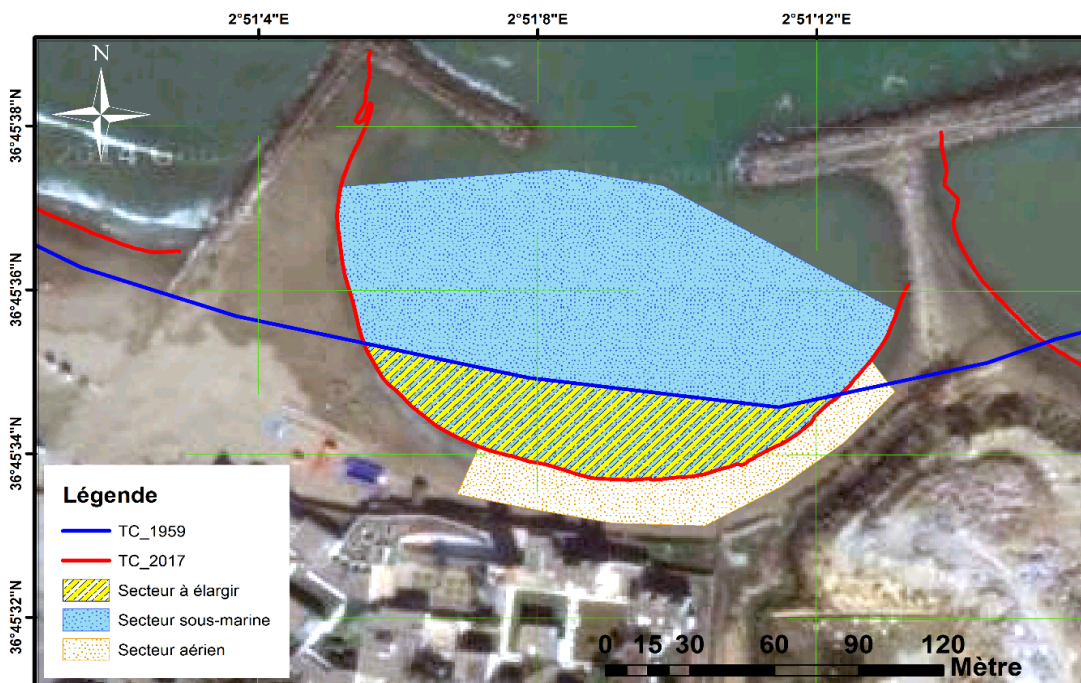 2°51'4"E 2°51'8"E 2°51'12"E
N
36°45'38"N
36°45'36"N
36°45'34"N
36°45'32"N
Légende
TC_1959
TC_2017
Secteur à élargir
Secteur sous-marine
Secteur aérien
0 15 30 60 90 120
Mètre